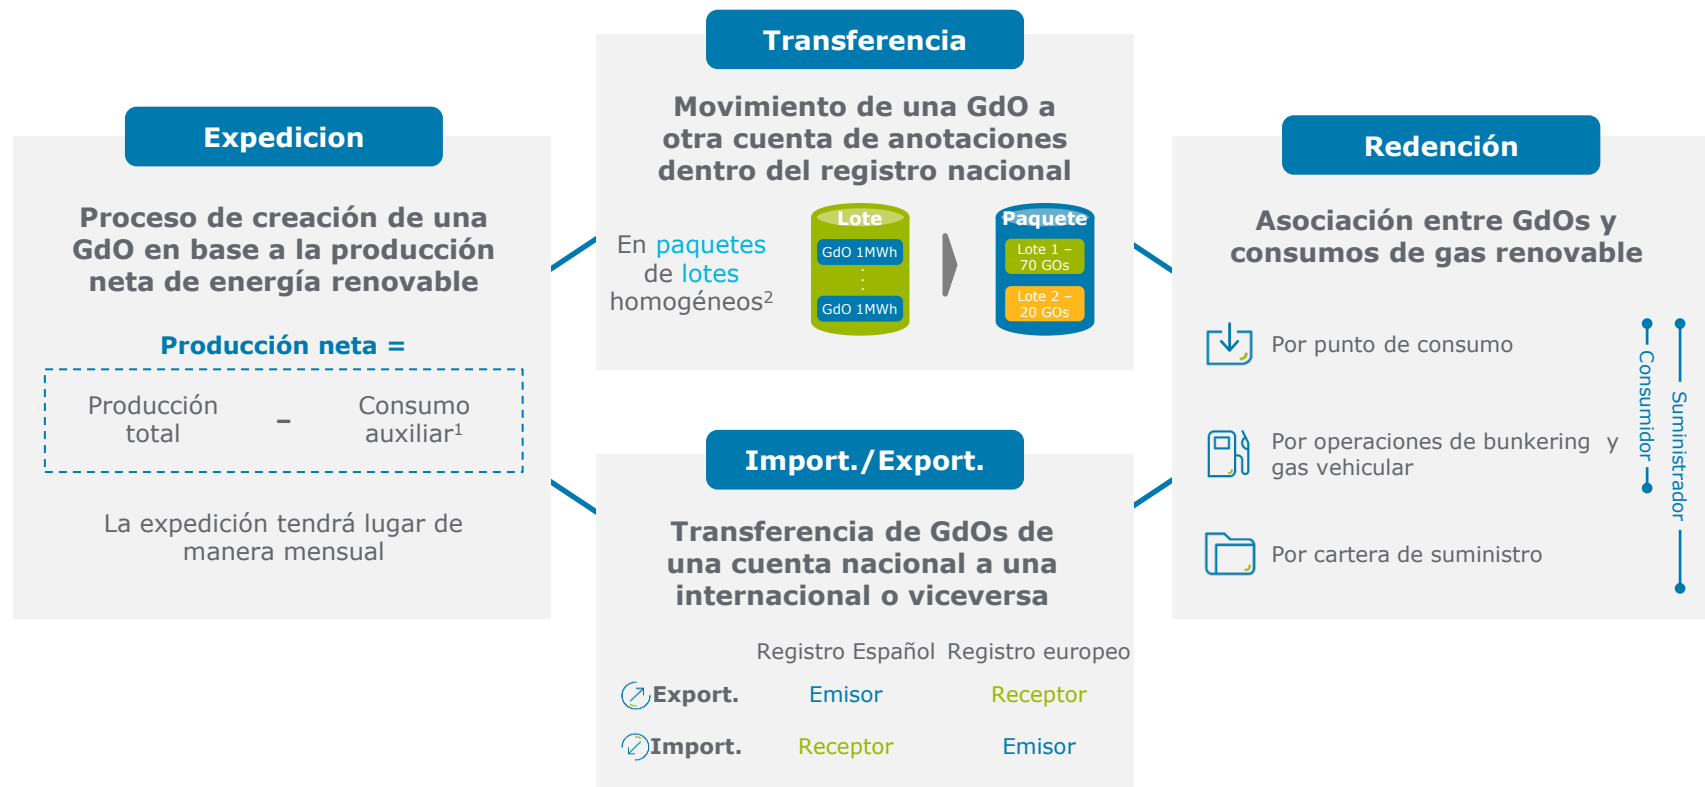 Expedicion
Proceso de creación de una
GdO en base a la producción
neta de energía renovable
Producción neta =
Producción
total
–
Consumo
auxiliar1
La expedición tendrá lugar de
manera mensual
Transferencia
Movimiento de una GdO a
otra cuenta de anotaciones
dentro del registro nacional
En paquetes
de lotes
homogéneos2
Lote
GdO 1MWh
GdO 1MWh
Paquete
Lote 1 –
70 GOs
Lote 2 –
20 GOs
Import./Export.
Transferencia de GdOs de
una cuenta nacional a una
internacional o viceversa
Registro Español Registro europeo
Export. Emisor Receptor
Import. Receptor Emisor
Redención
Asociación entre GdOs y
consumos de gas renovable
Por punto de consumo
Por operaciones de bunkering y
gas vehicular
Por cartera de suministro
Consumidor
Suministrador